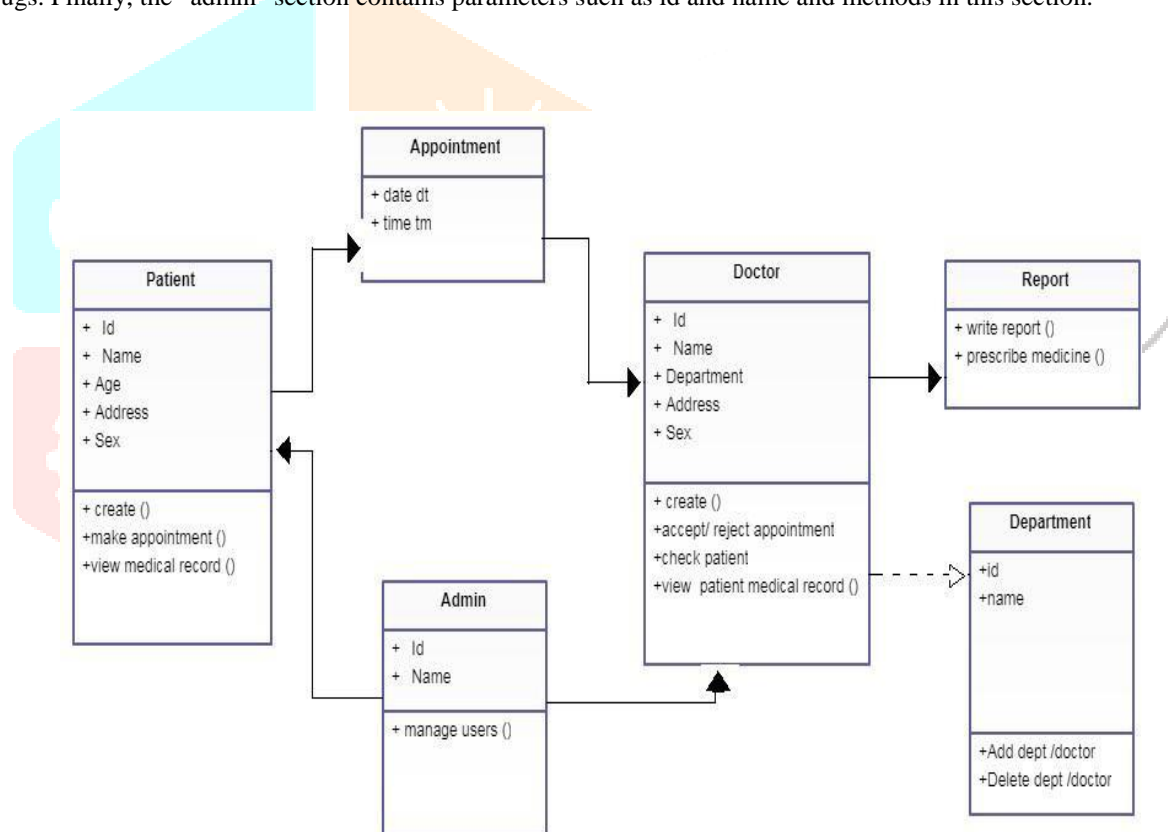 ugs. Finally, the "admin" section contains parameters such as id and name and methods in this section.
Appointment
+ date dt
+ time tm
Patient
+ Id
+ Name
+ Age
+ Address
+ Sex
+ create ()
+make appointment ()
+view medical record ()
Doctor
+ Id
+ Name
+ Department
+ Address
+ Sex
+ create ()
+accept/ reject appointment
+check patient
+view patient medical record ()
Report
+ write report ()
+ prescribe medicine ()
Department
+id
+name
+Add dept /doctor
+Delete dept /doctor
Admin
+ Id
+ Name
+ manage users ()